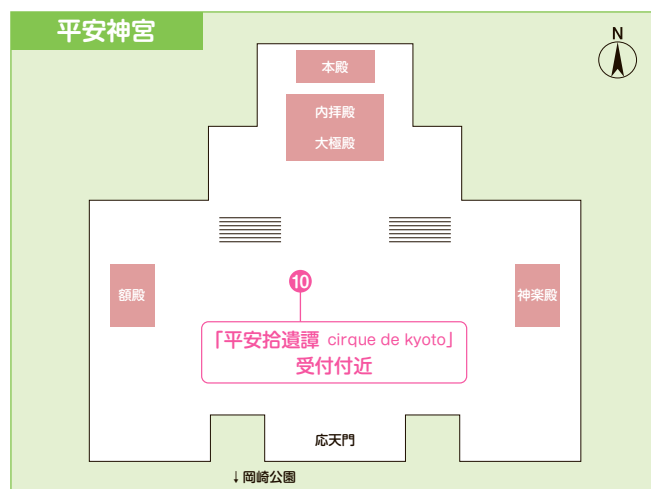 平安神宮
N
本殿
内拝殿
大極殿
額殿
神楽殿
10
「平安拾遺譚 cirque de kyoto」
受付付近
応天門
↓岡崎公園